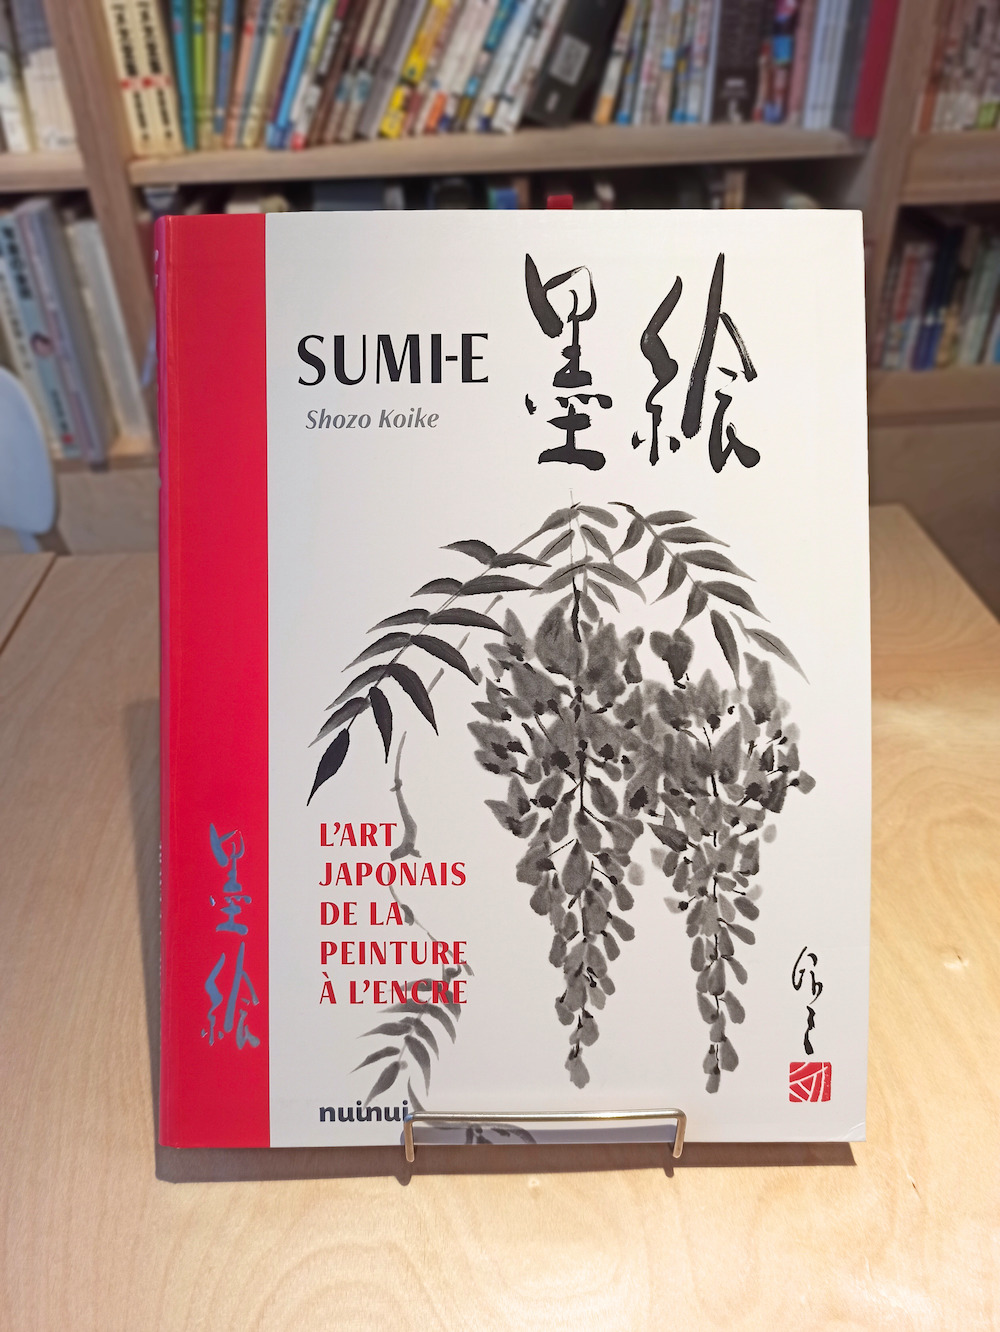 SUMI-E
墨絵
Shozo Koike
L'ART
JAPONAIS
DE LA
PEINTURE
À L'ENCRE
nuinui
墨絵